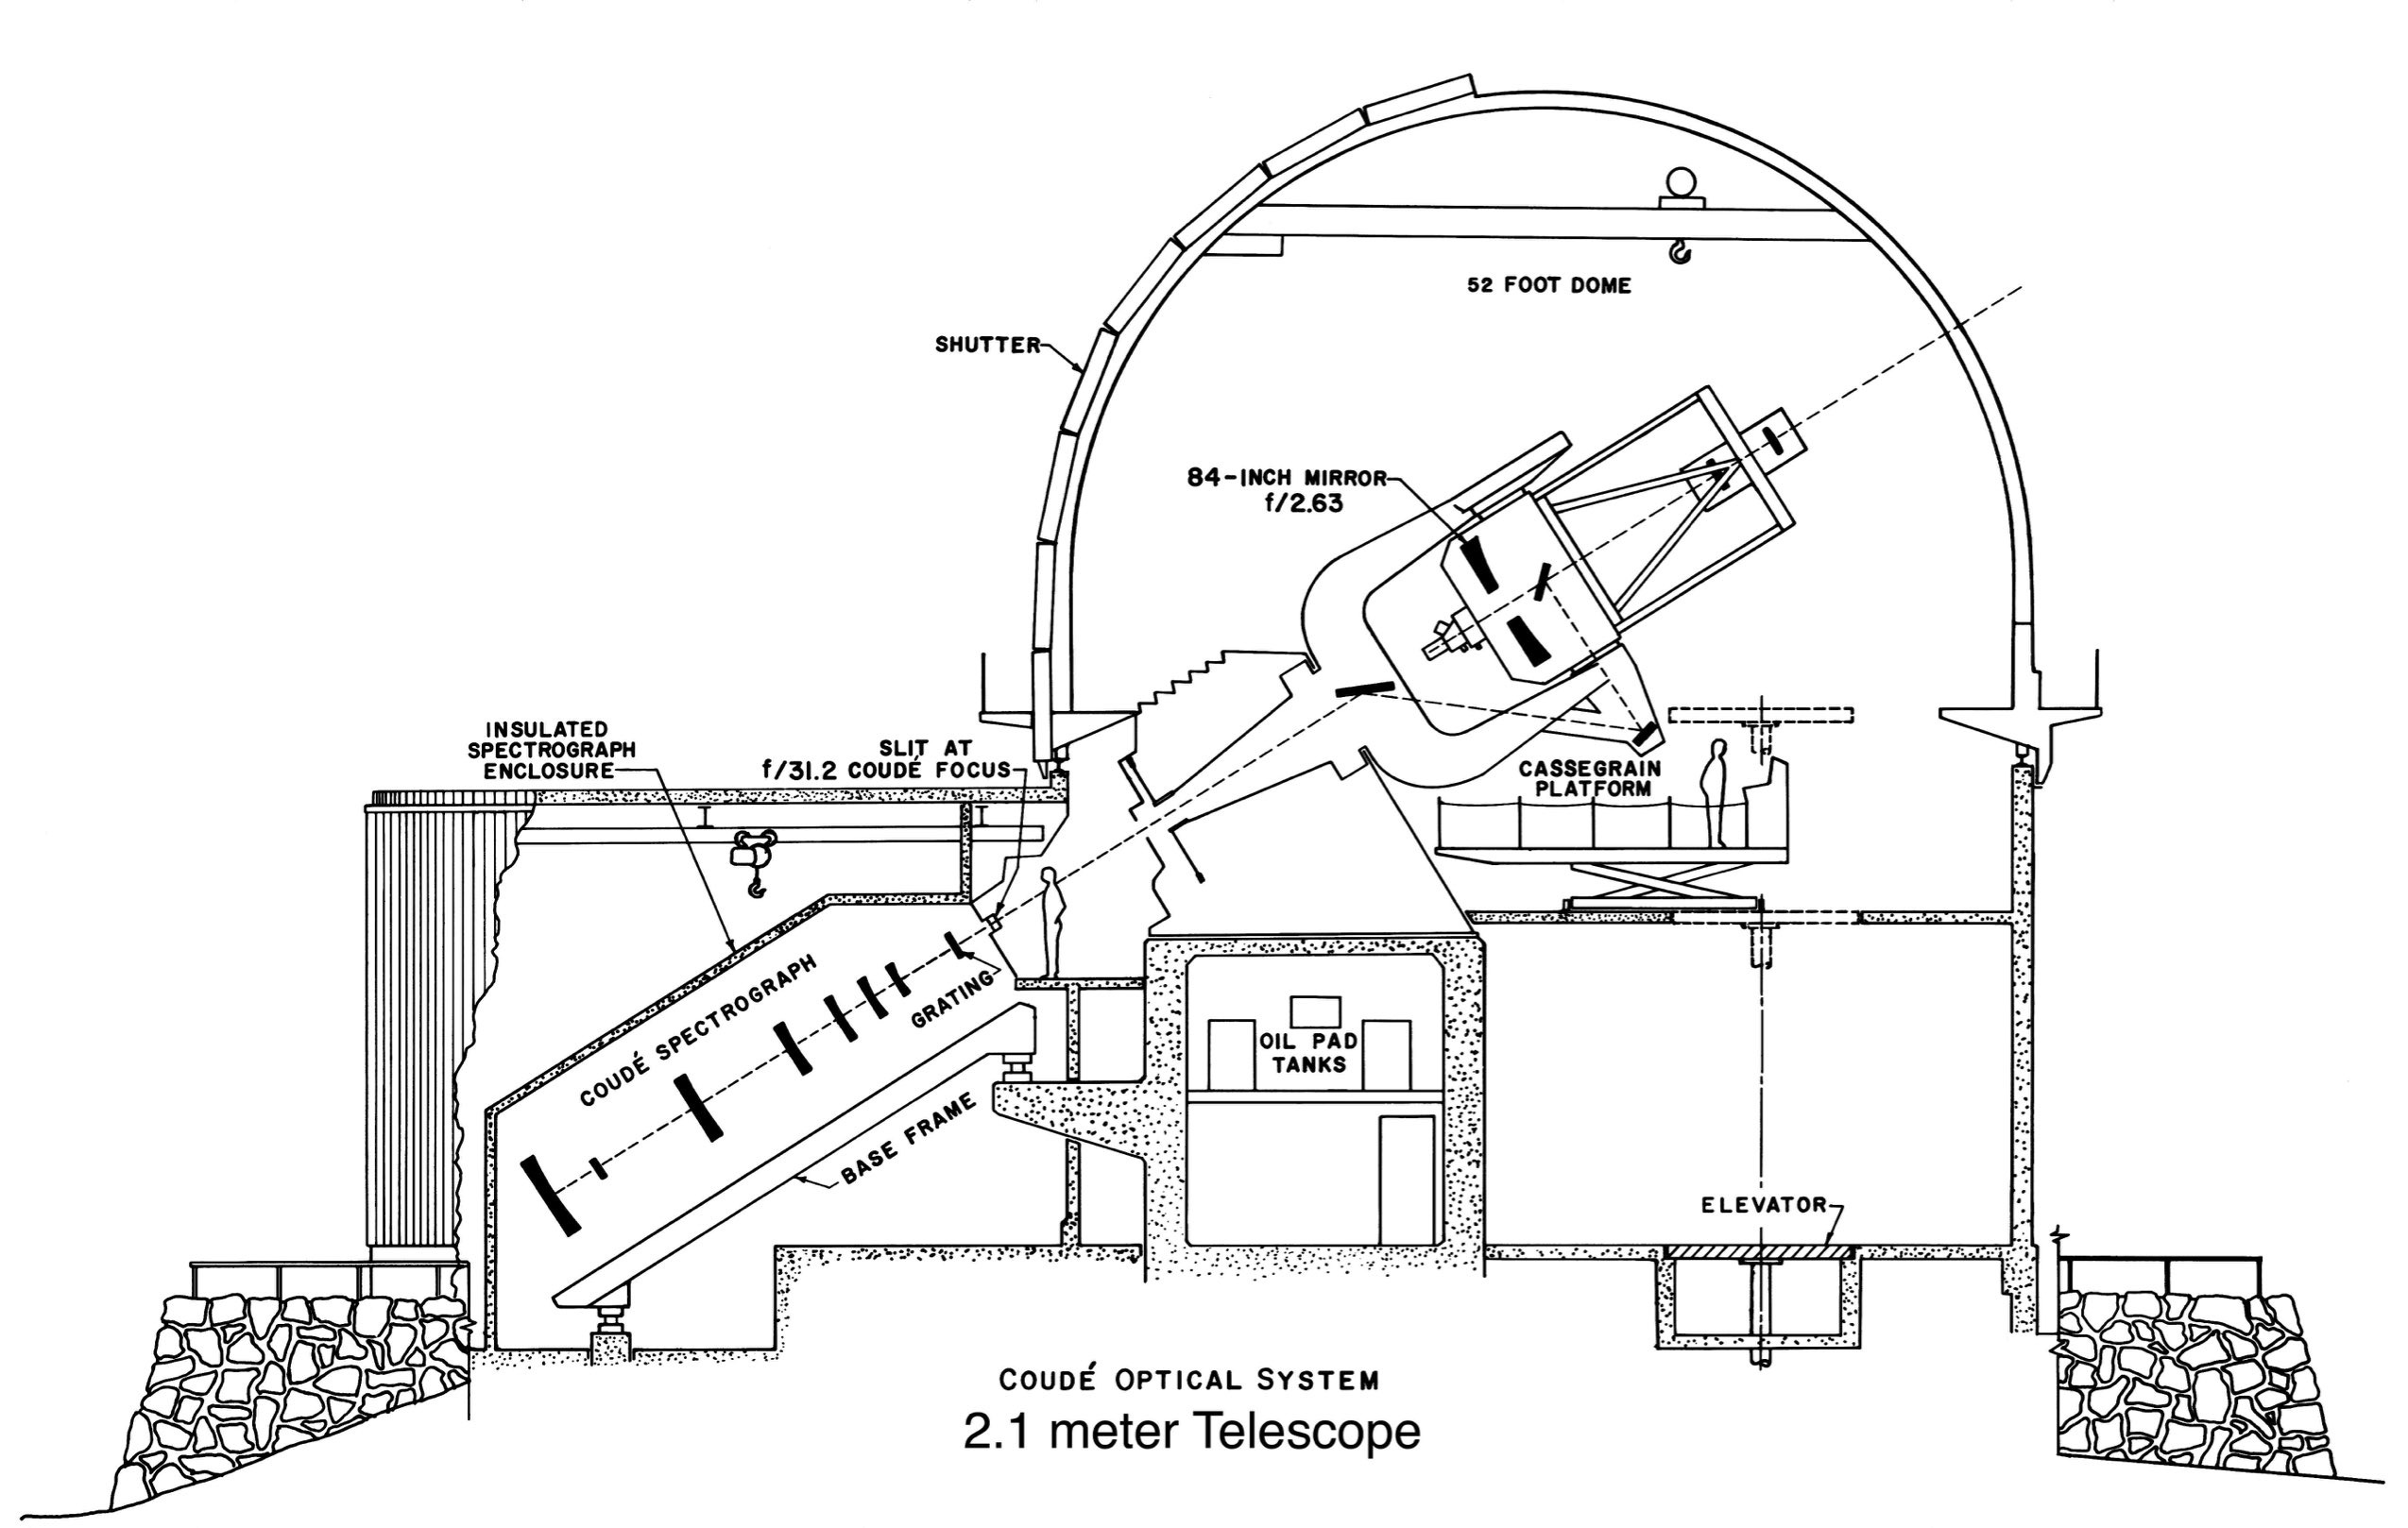 52 FOOT DOME
SHUTTER
84-INCH MIRROR
f/2.63
INSULATED
SPECTROGRAPH
ENCLOSURE
SLIT AT
f/31.2 COUDÉ FOCUS
CASSEGRAIN
PLATFORM
COUDÉ SPECTROGRAPH
GRATING
OIL PAD
TANKS
BASE FRAME
ELEVATOR
COUDÉ OPTICAL SYSTEM
2.1 meter Telescope